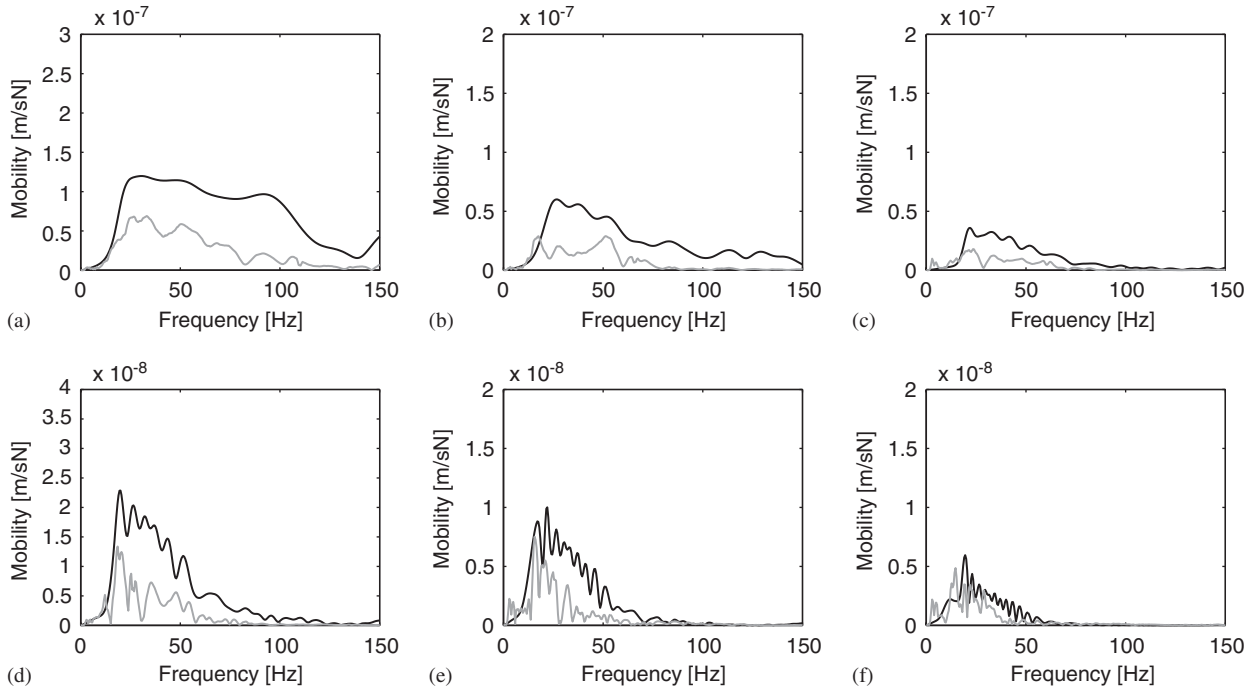 x 10-7
3
2.5
2
1.5
1
0.5
0
Mobility [m/sN]
0 50 100 150
(a) Frequency [Hz]
x 10-7
2
1.5
1
0.5
0
Mobility [m/sN]
0 50 100 150
(b) Frequency [Hz]
x 10-7
2
1.5
1
0.5
0
Mobility [m/sN]
0 50 100 150
(c) Frequency [Hz]
x 10-8
4
3.5
3
3
2
1.5
1
0.5
0
Mobility [m/sN]
0 50 100 150
(d) Frequency [Hz]
x 10-8
2
1.5
1
0.5
0
Mobility [m/sN]
0 50 100 150
(e) Frequency [Hz]
x 10-8
2
1.5
1
0.5
0
Mobility [m/sN]
0 50 100 150
(f) Frequency [Hz]